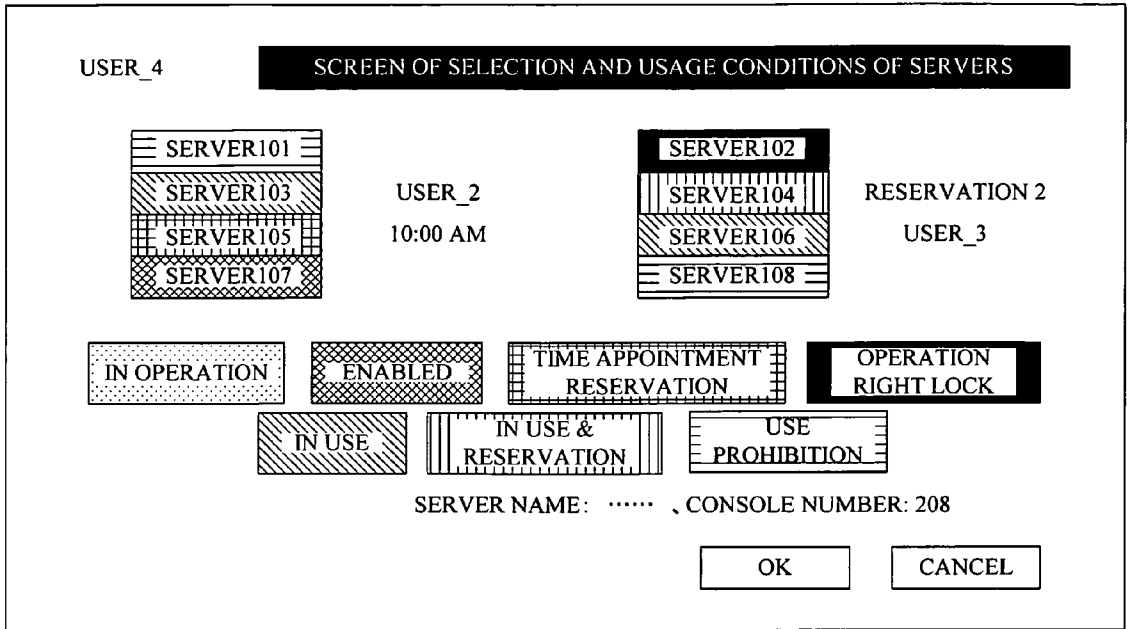 USER_4 SCREEN OF SELECTION AND USAGE CONDITIONS OF SERVERS
SERVER101 SERVER102
SERVER103 USER_2 SERVER104 RESERVATION 2
SERVER105 10:00 AM SERVER106 USER_3
SERVER107 SERVER108
IN OPERATION
ENABLED
TIME APPOINTMENT
RESERVATION
OPERATION
RIGHT LOCK
IN USE
IN USE &
RESERVATION
USE
PROHIBITION
SERVER NAME: ······ 、CONSOLE NUMBER: 208
OK CANCEL